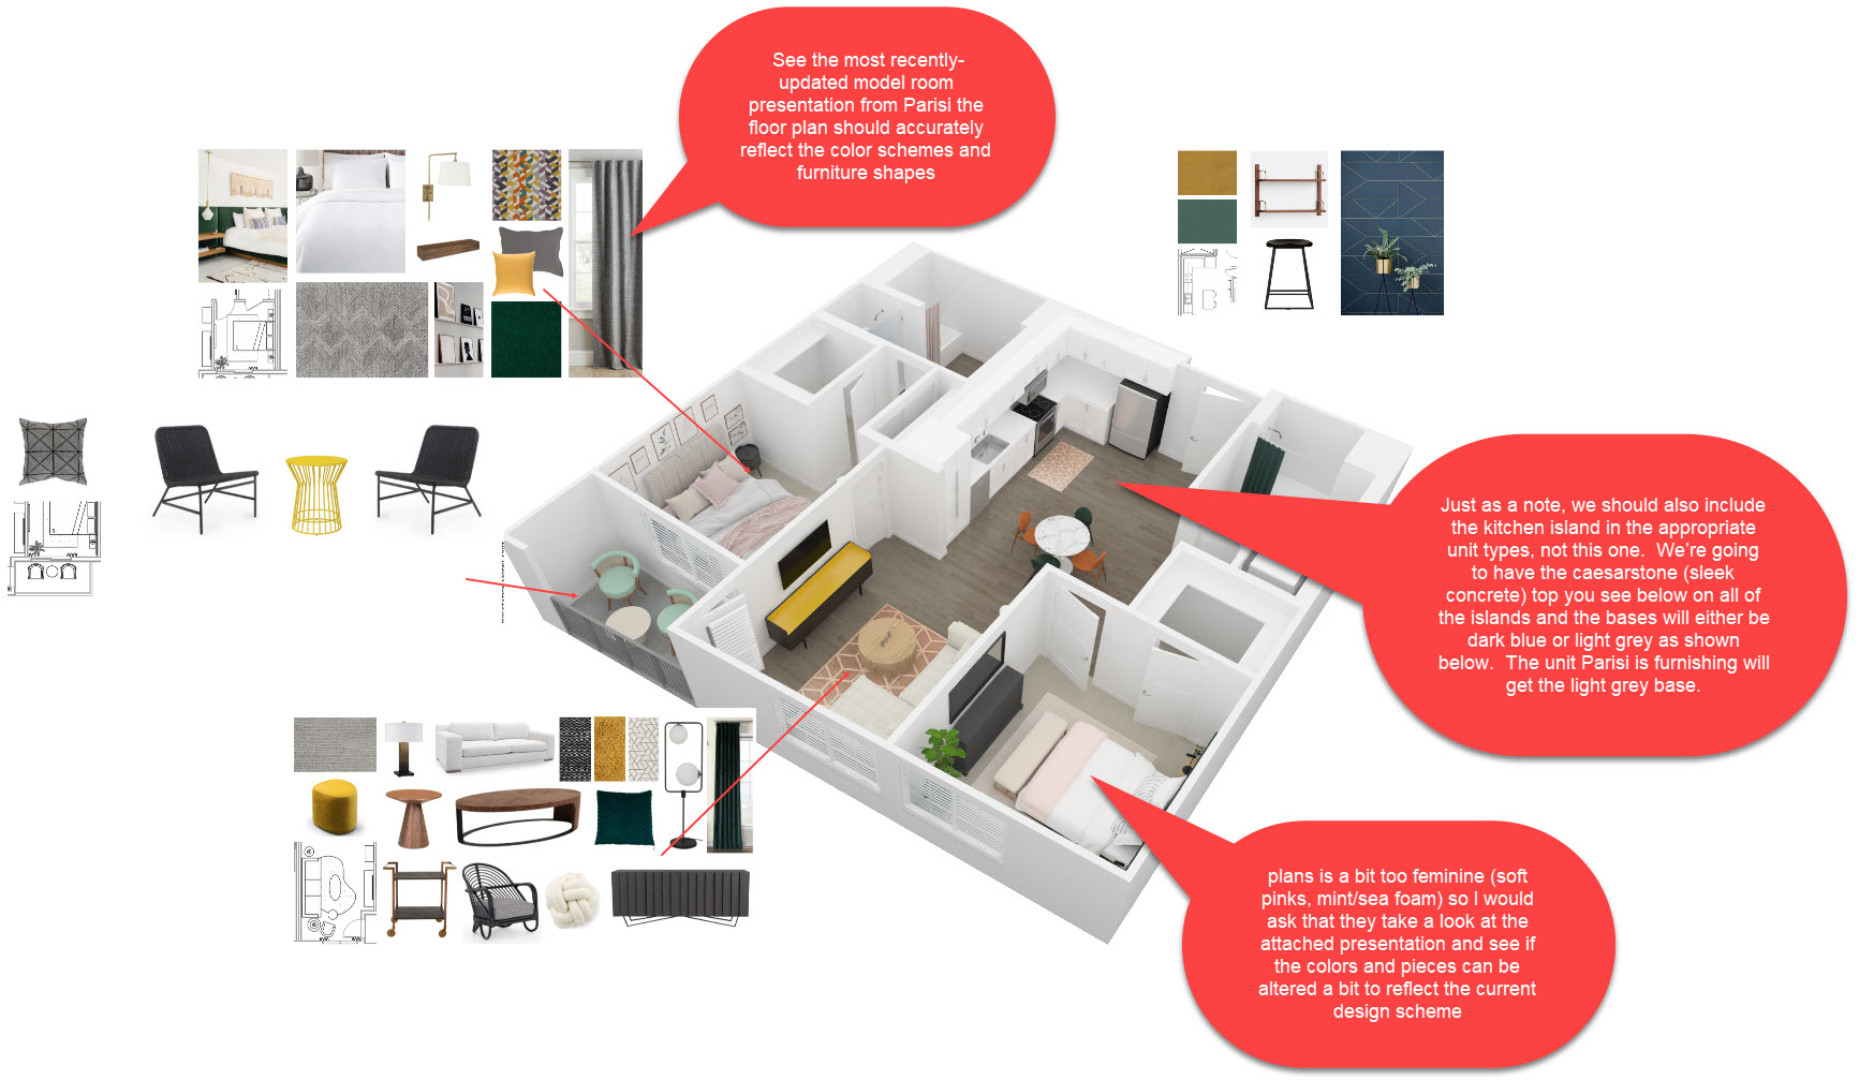 See the most recently-
updated model room
presentation from Parisi the
floor plan should accurately
reflect the color schemes and
furniture shapes
Just as a note, we should also include
the kitchen island in the appropriate
unit types, not this one.  We're going
to have the caesarstone (sleek
concrete) top you see below on all of
the islands and the bases will either be
dark blue or light grey as shown
below.  The unit Parisi is furnishing will
get the light grey base.
plans is a bit too feminine (soft
pinks, mint/sea foam) so I would
ask that they take a look at the
attached presentation and see if
the colors and pieces can be
altered a bit to reflect the current
design scheme